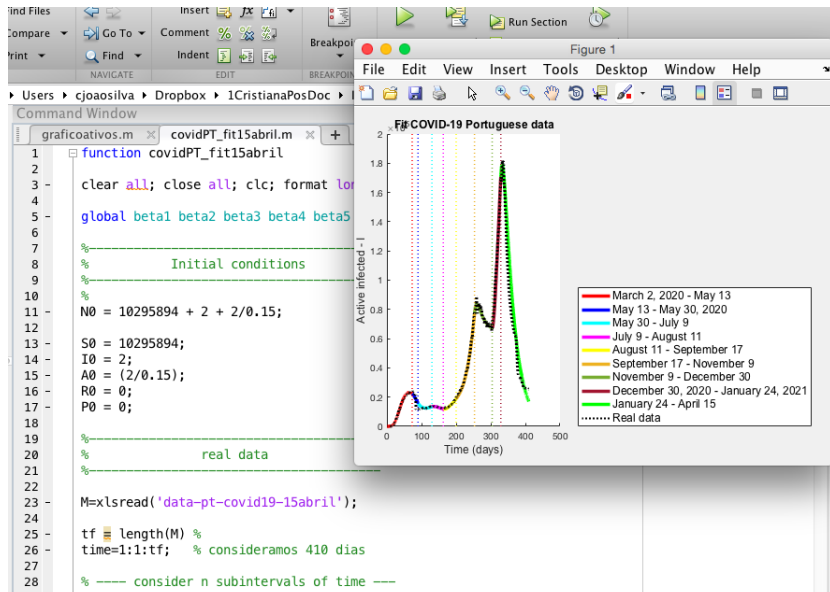 Find Files
Insert
fx
Run Section
Compare
Go To
Comment
Print
Find
Indent
NAVIGATE
EDIT
Users cjoaosilva Dropbox 1CristianaPosDoc
Command Window
graficoativos.m covidPT_fit15abril.m +
1 function covidPT_fit15abril
2
3 - clear all; close all; clc; format
4
5 - global beta1 beta2 beta3 beta4 beta5
6
7 %
8 % Initial conditions
9 %
10 %
11 - N0 = 10295894 + 2 + 2/0.15;
12
13 - S0 = 10295894;
14 - I0 = 2;
15 - A0 = (2/0.15);
16 - R0 = 0;
17 - P0 = 0;
18
19 %
20 % real data
21 %
22
23 - M=xlsread('data-pt-covid19-15abril');
24
25 - tf = length(M) %
26 - time=1:1:tf; % consideramos 410 dias
27
28 % ---- consider n subintervals of time ---
Figure 1
File Edit View Insert Tools Desktop Window Help
Fit COVID-19 Portuguese data
2
1.8
1.6
1.4
1.2
1
0.8
0.6
0.4
0.2
0
Active infected - I
0 100 200 300 400 500
Time (days)
March 2, 2020 - May 13
May 13 - May 30, 2020
May 30 - July 9
July 9 - August 11
August 11 - September 17
September 17 - November 9
November 9 - December 30
December 30, 2020 - January 24, 2021
January 24 - April 15
Real data